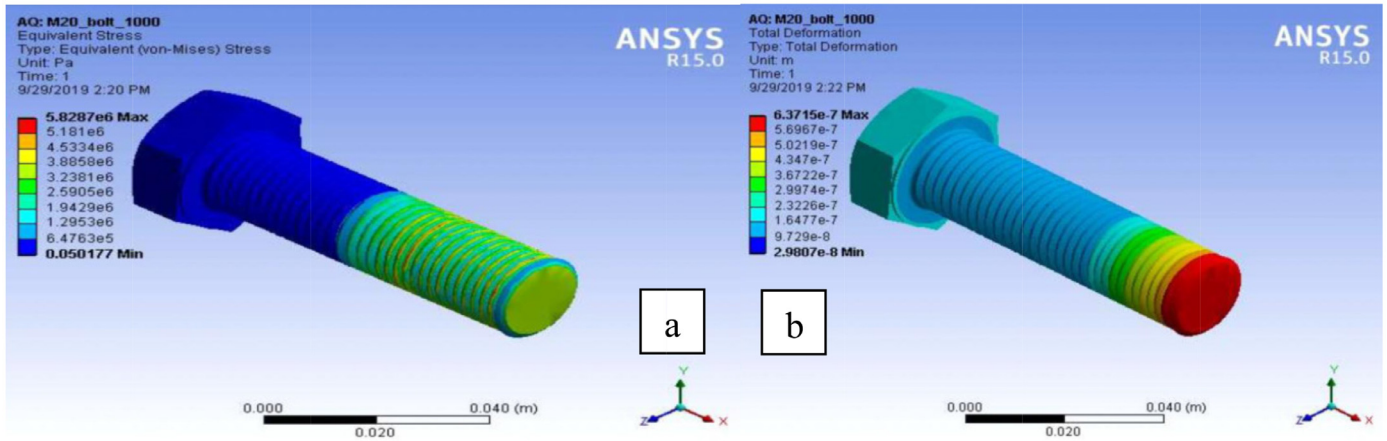 AQ: M20_bolt_1000
Equivalent Stress
Type: Equivalent (von-Mises) Stress
Unit: Pa
Time: 1
9/29/2019 2:20 PM
5.8287e6 Max
5.181e6
4.5334e6
3.8858e6
3.2381e6
2.5905e6
1.9429e6
1.2953e6
6.4763e5
0.050177 Min
ANSYS
R15.0
a
0.000
0.040 (m)
0.020
Y
Z
X
AQ: M20_bolt_1000
Total Deformation
Type: Total Deformation
Unit: m
Time: 1
9/29/2019 2:22 PM
6.3715e-7 Max
5.6967e-7
5.0219e-7
4.347e-7
3.6722e-7
2.9974e-7
2.3226e-7
1.6477e-7
9.729e-8
2.9807e-8 Min
ANSYS
R15.0
b
0.000
0.040 (m)
0.020
Y
Z
X